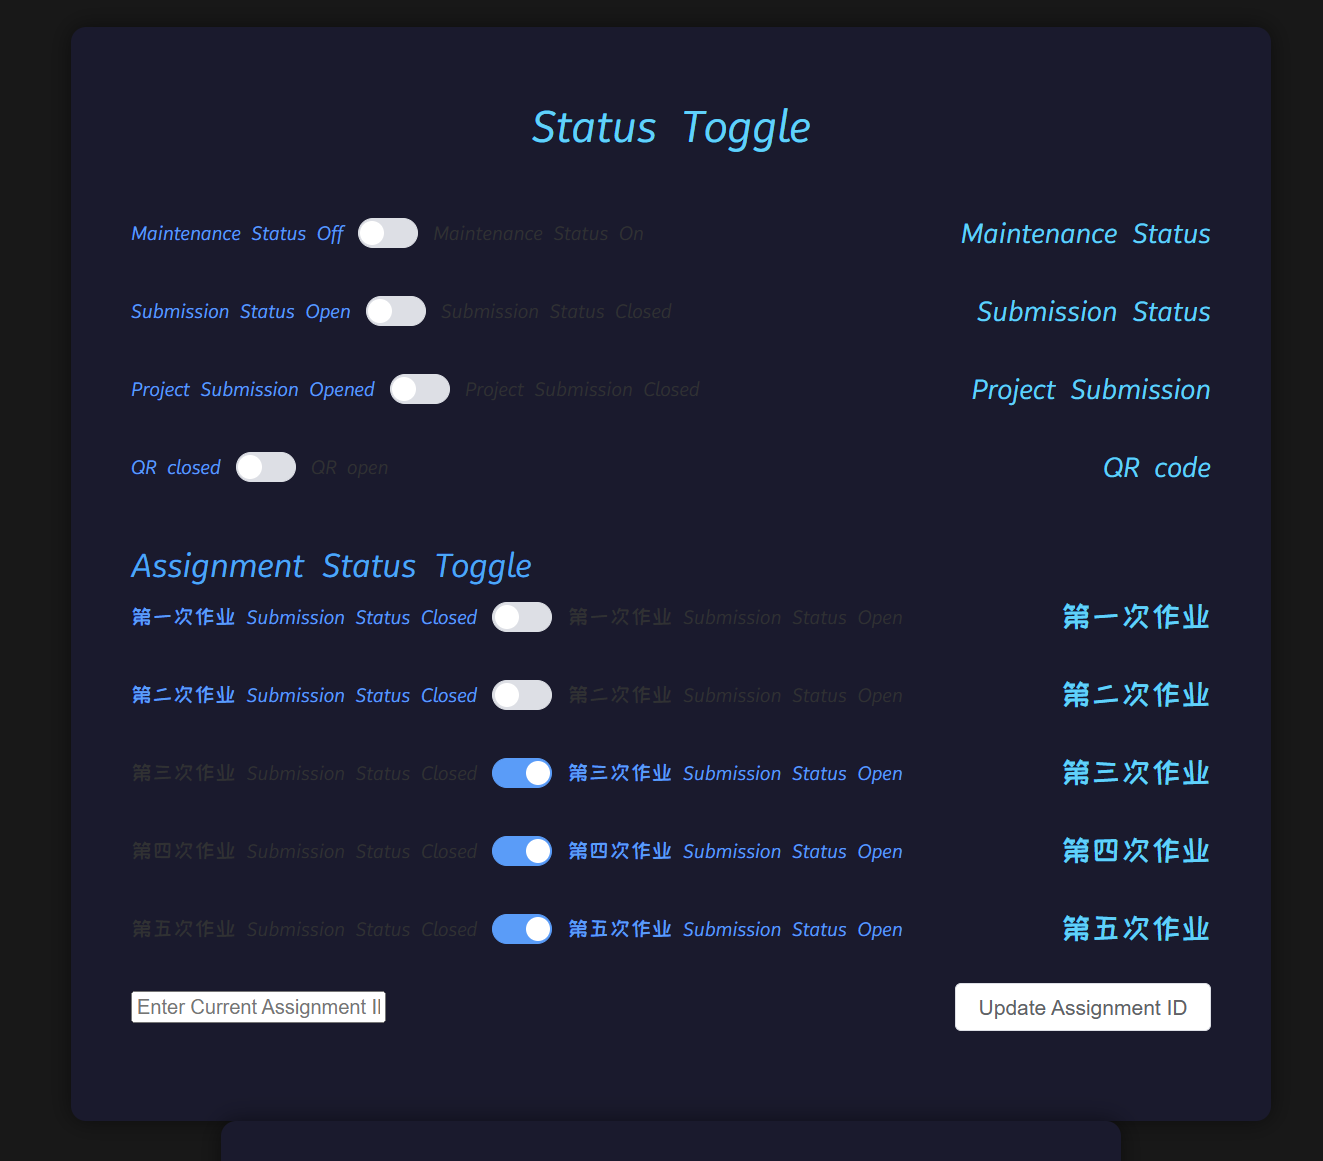 Status Toggle
Maintenance Status Off Maintenance Status On Maintenance Status
Submission Status Open Submission Status Closed Submission Status
Project Submission Opened Project Submission Closed Project Submission
QR closed QR open QR code
Assignment Status Toggle
第一次作业 Submission Status Closed 第一次作业 Submission Status Open 第一次作业
第二次作业 Submission Status Closed 第二次作业 Submission Status Open 第二次作业
第三次作业 Submission Status Closed 第三次作业 Submission Status Open 第三次作业
第四次作业 Submission Status Closed 第四次作业 Submission Status Open 第四次作业
第五次作业 Submission Status Closed 第五次作业 Submission Status Open 第五次作业
Enter Current Assignment Update Assignment ID